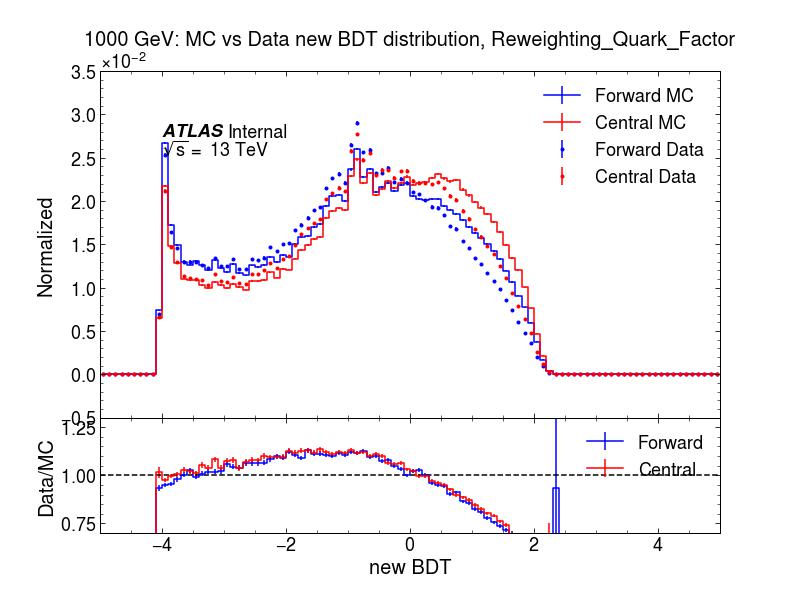 1000 GeV: MC vs Data new BDT distribution, Reweighting_Quark_Factor
×10⁻²
3.5
3.0
2.5
2.0
1.5
1.0
0.5
0.0
−0.5
Normalized
ATLAS Internal
√s = 13 TeV
Forward MC
Central MC
Forward Data
Central Data
1.25
1.00
0.75
Data/MC
Forward
Central
−4 −2 0 2 4
new BDT